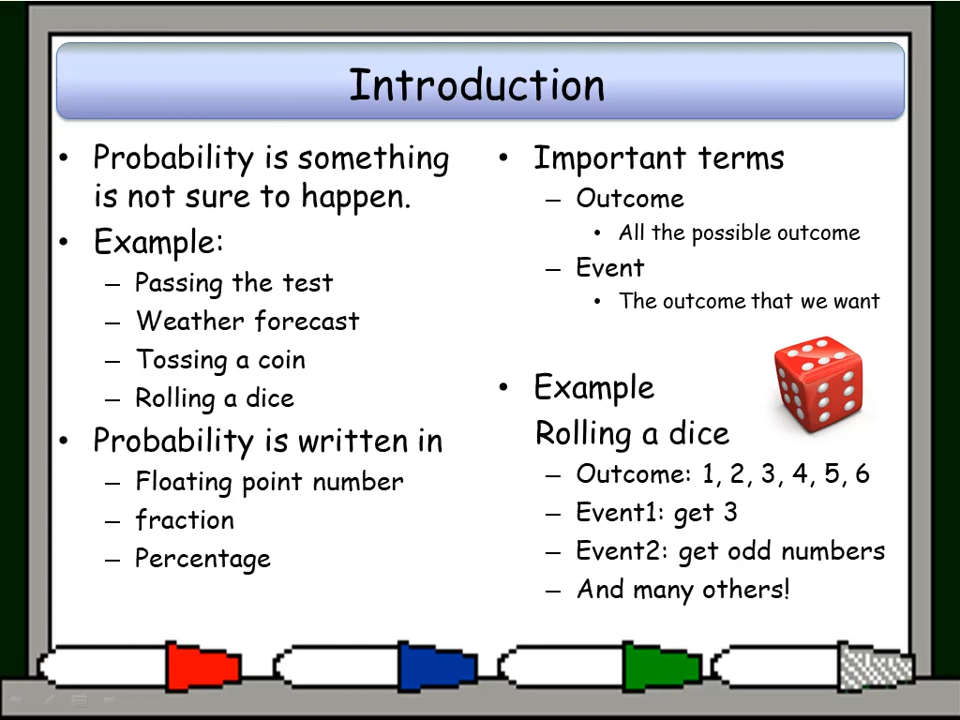 Introduction
• Probability is something
is not sure to happen.
• Example:
– Passing the test
– Weather forecast
– Tossing a coin
– Rolling a dice
• Probability is written in
– Floating point number
– fraction
– Percentage
• Important terms
– Outcome
• All the possible outcome
– Event
• The outcome that we want
• Example
Rolling a dice
– Outcome: 1, 2, 3, 4, 5, 6
– Event1: get 3
– Event2: get odd numbers
– And many others!